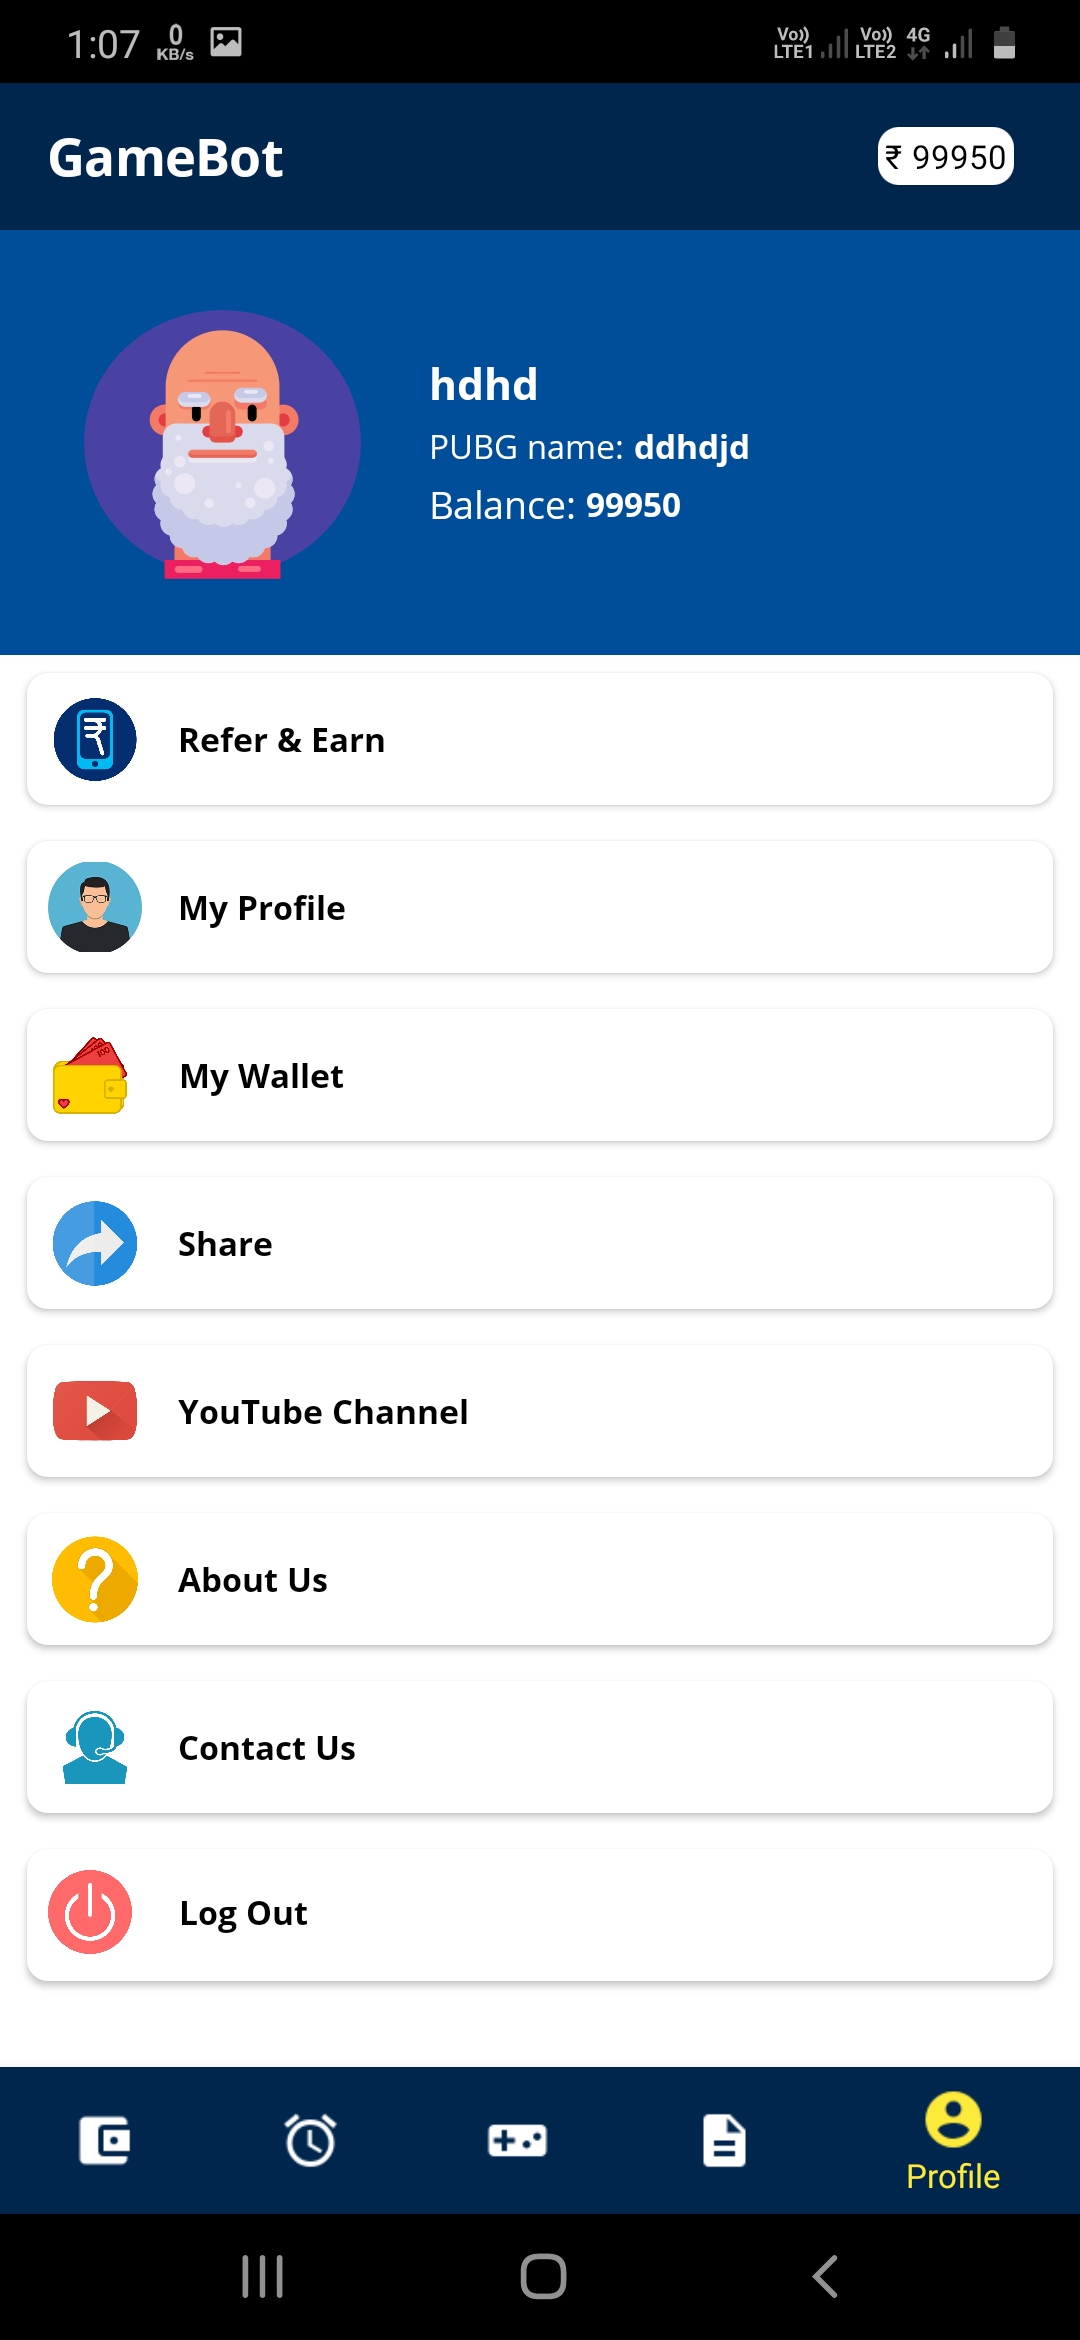 1:07 0 KB/s Vo)) LTE1 Vo)) LTE2 4G
GameBot ₹ 99950
hdhd
PUBG name: ddhdjd
Balance: 99950
Refer & Earn
My Profile
My Wallet
Share
YouTube Channel
About Us
Contact Us
Log Out
Profile